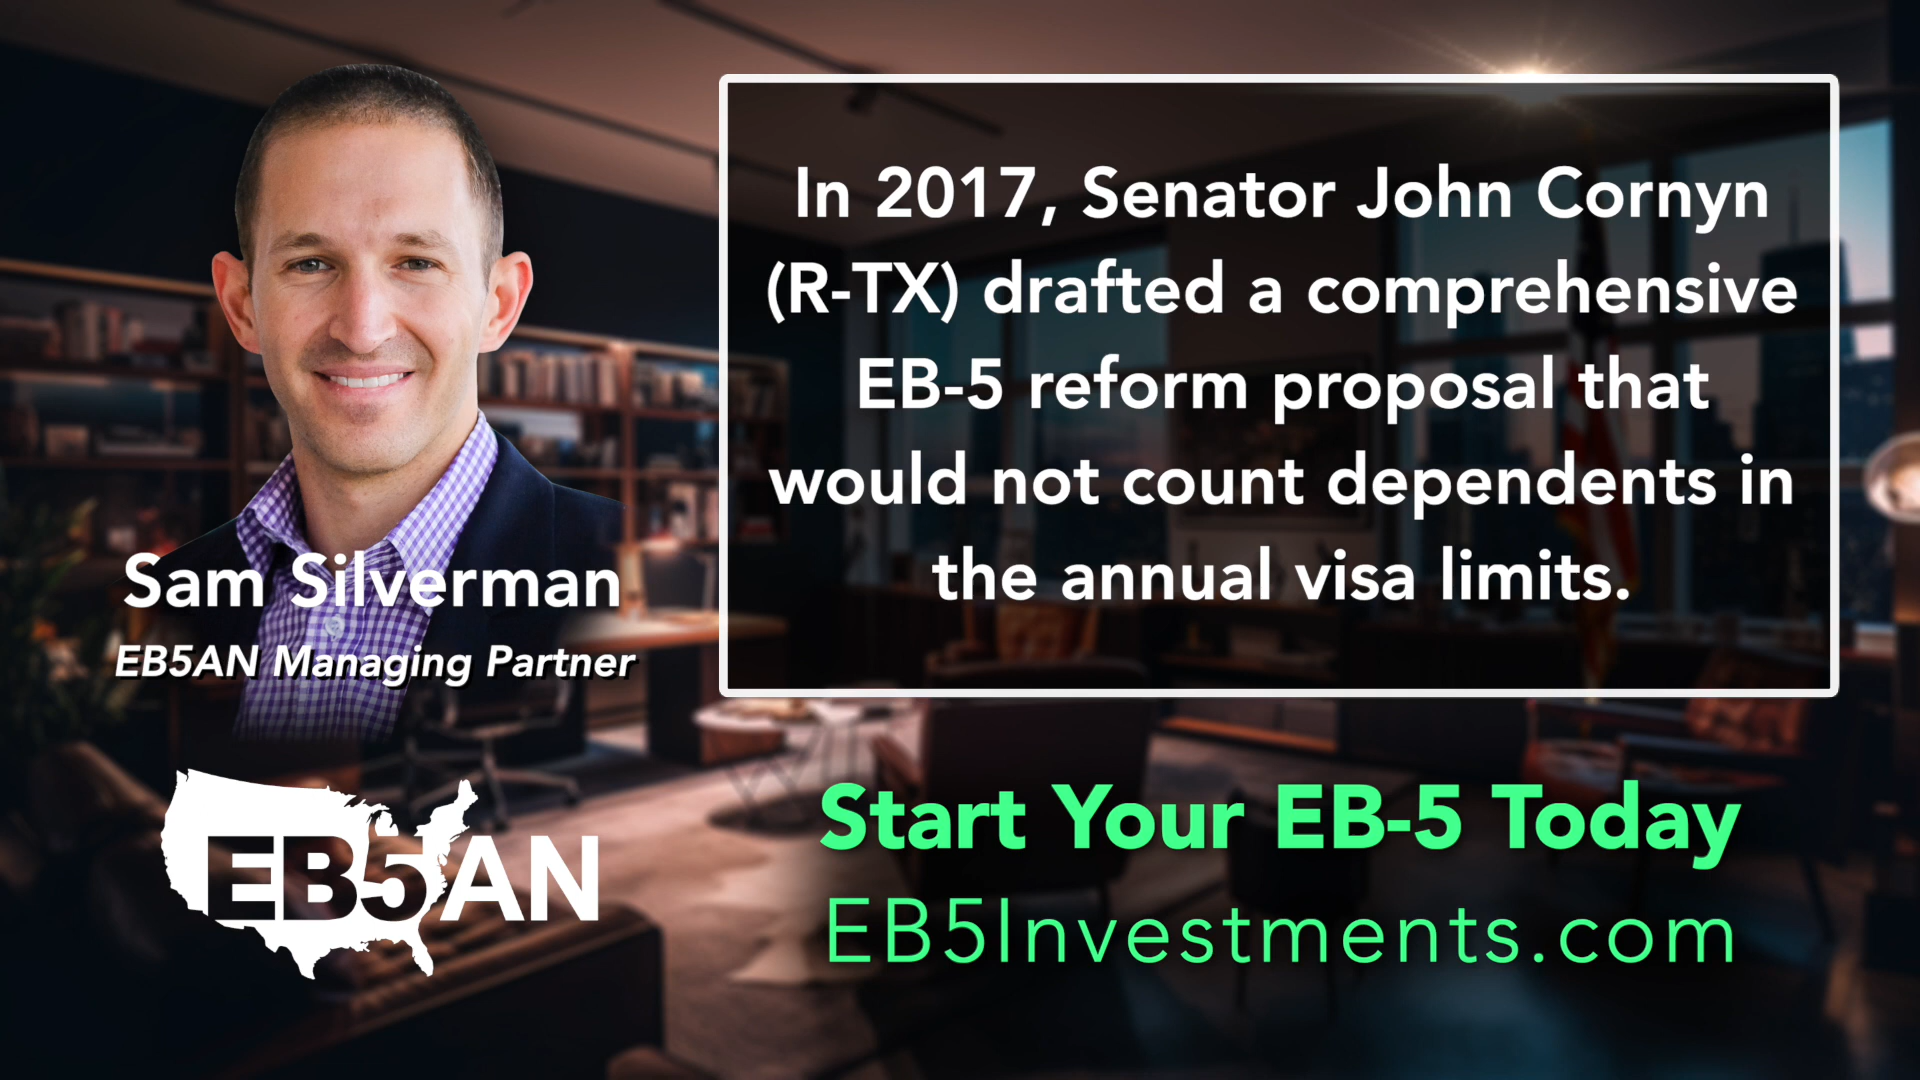 In 2017, Senator John Cornyn
(R-TX) drafted a comprehensive
EB-5 reform proposal that
would not count dependents in
the annual visa limits.
Sam Silverman
EB5AN Managing Partner
EB5AN
Start Your EB-5 Today
EB5Investments.com